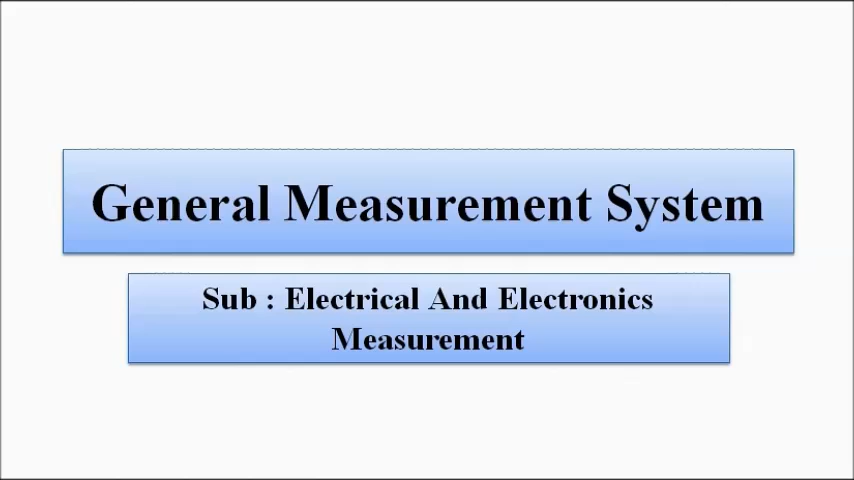 General Measurement System
Sub : Electrical And Electronics
Measurement